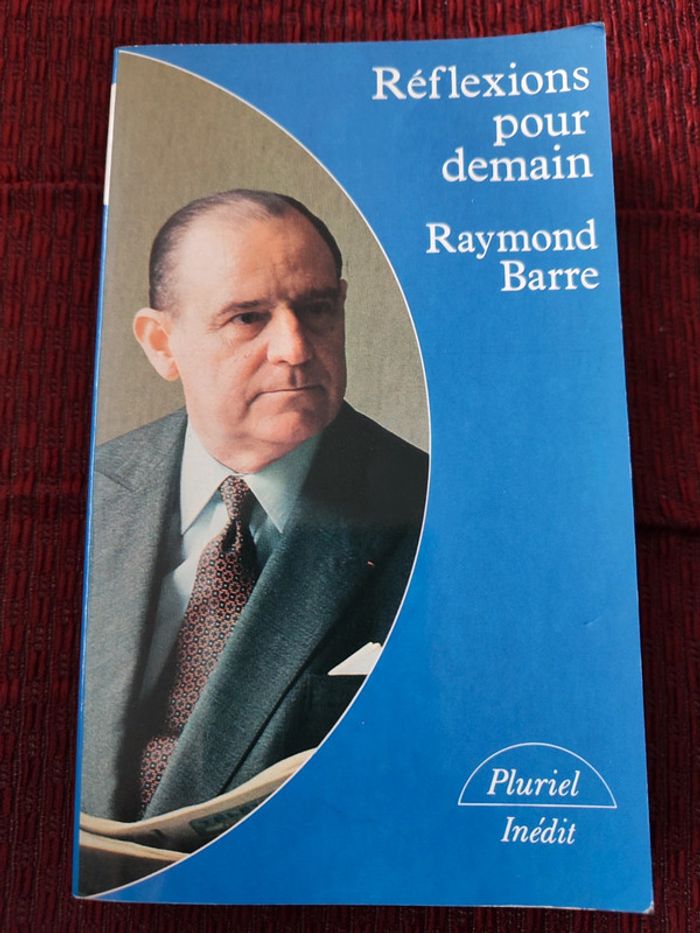 Réflexions
pour
demain
Raymond
Barre
Pluriel
Inédit